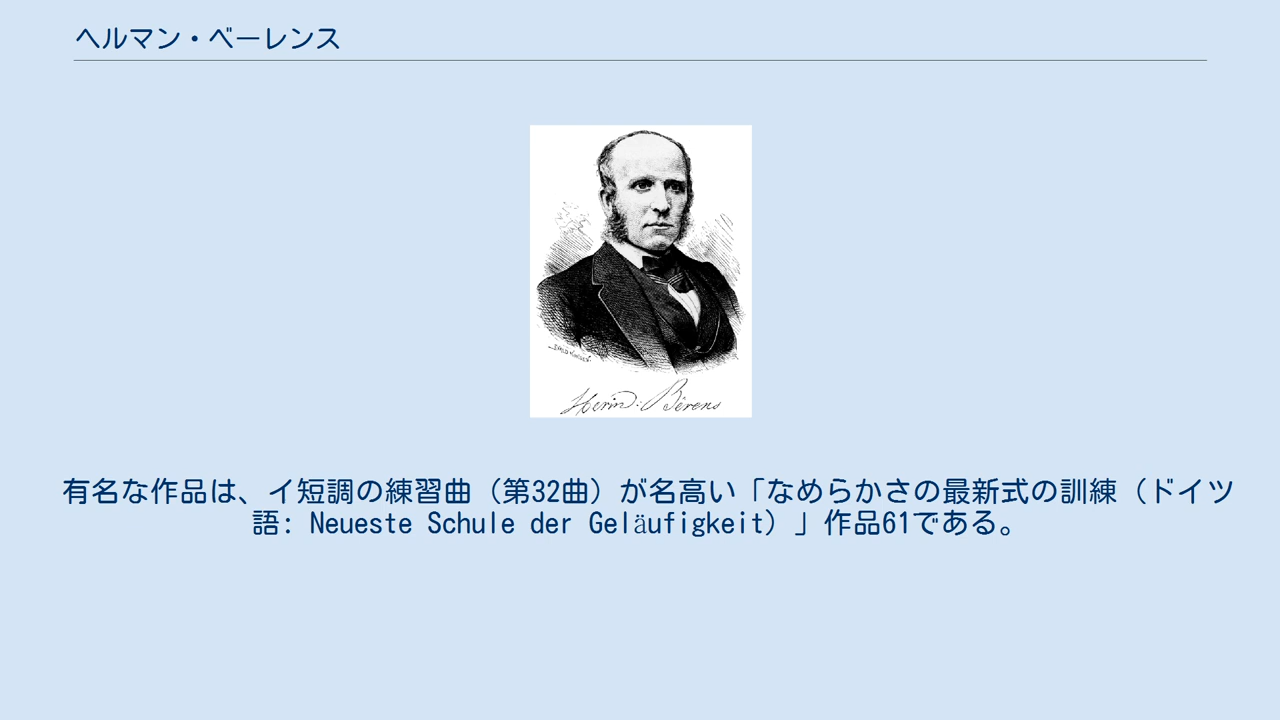 ヘルマン・ベーレンス
Herm: Bérens
有名な作品は、イ短調の練習曲（第32曲）が名高い「なめらかさの最新式の訓練（ドイツ
語: Neueste Schule der Geläufigkeit）」作品61である。